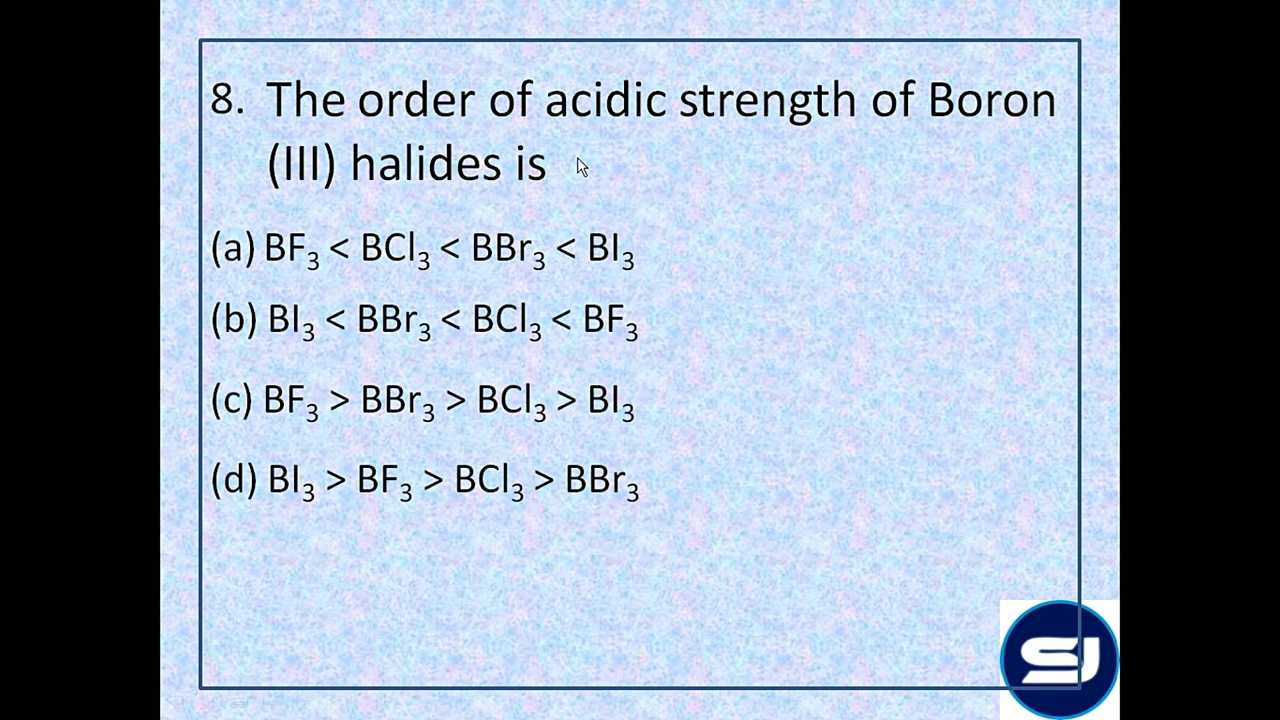 8. The order of acidic strength of Boron
(III) halides is
(a) BF₃ < BCl₃ < BBr₃ < BI₃
(b) BI₃ < BBr₃ < BCl₃ < BF₃
(c) BF₃ > BBr₃ > BCl₃ > BI₃
(d) BI₃ > BF₃ > BCl₃ > BBr₃
SJ